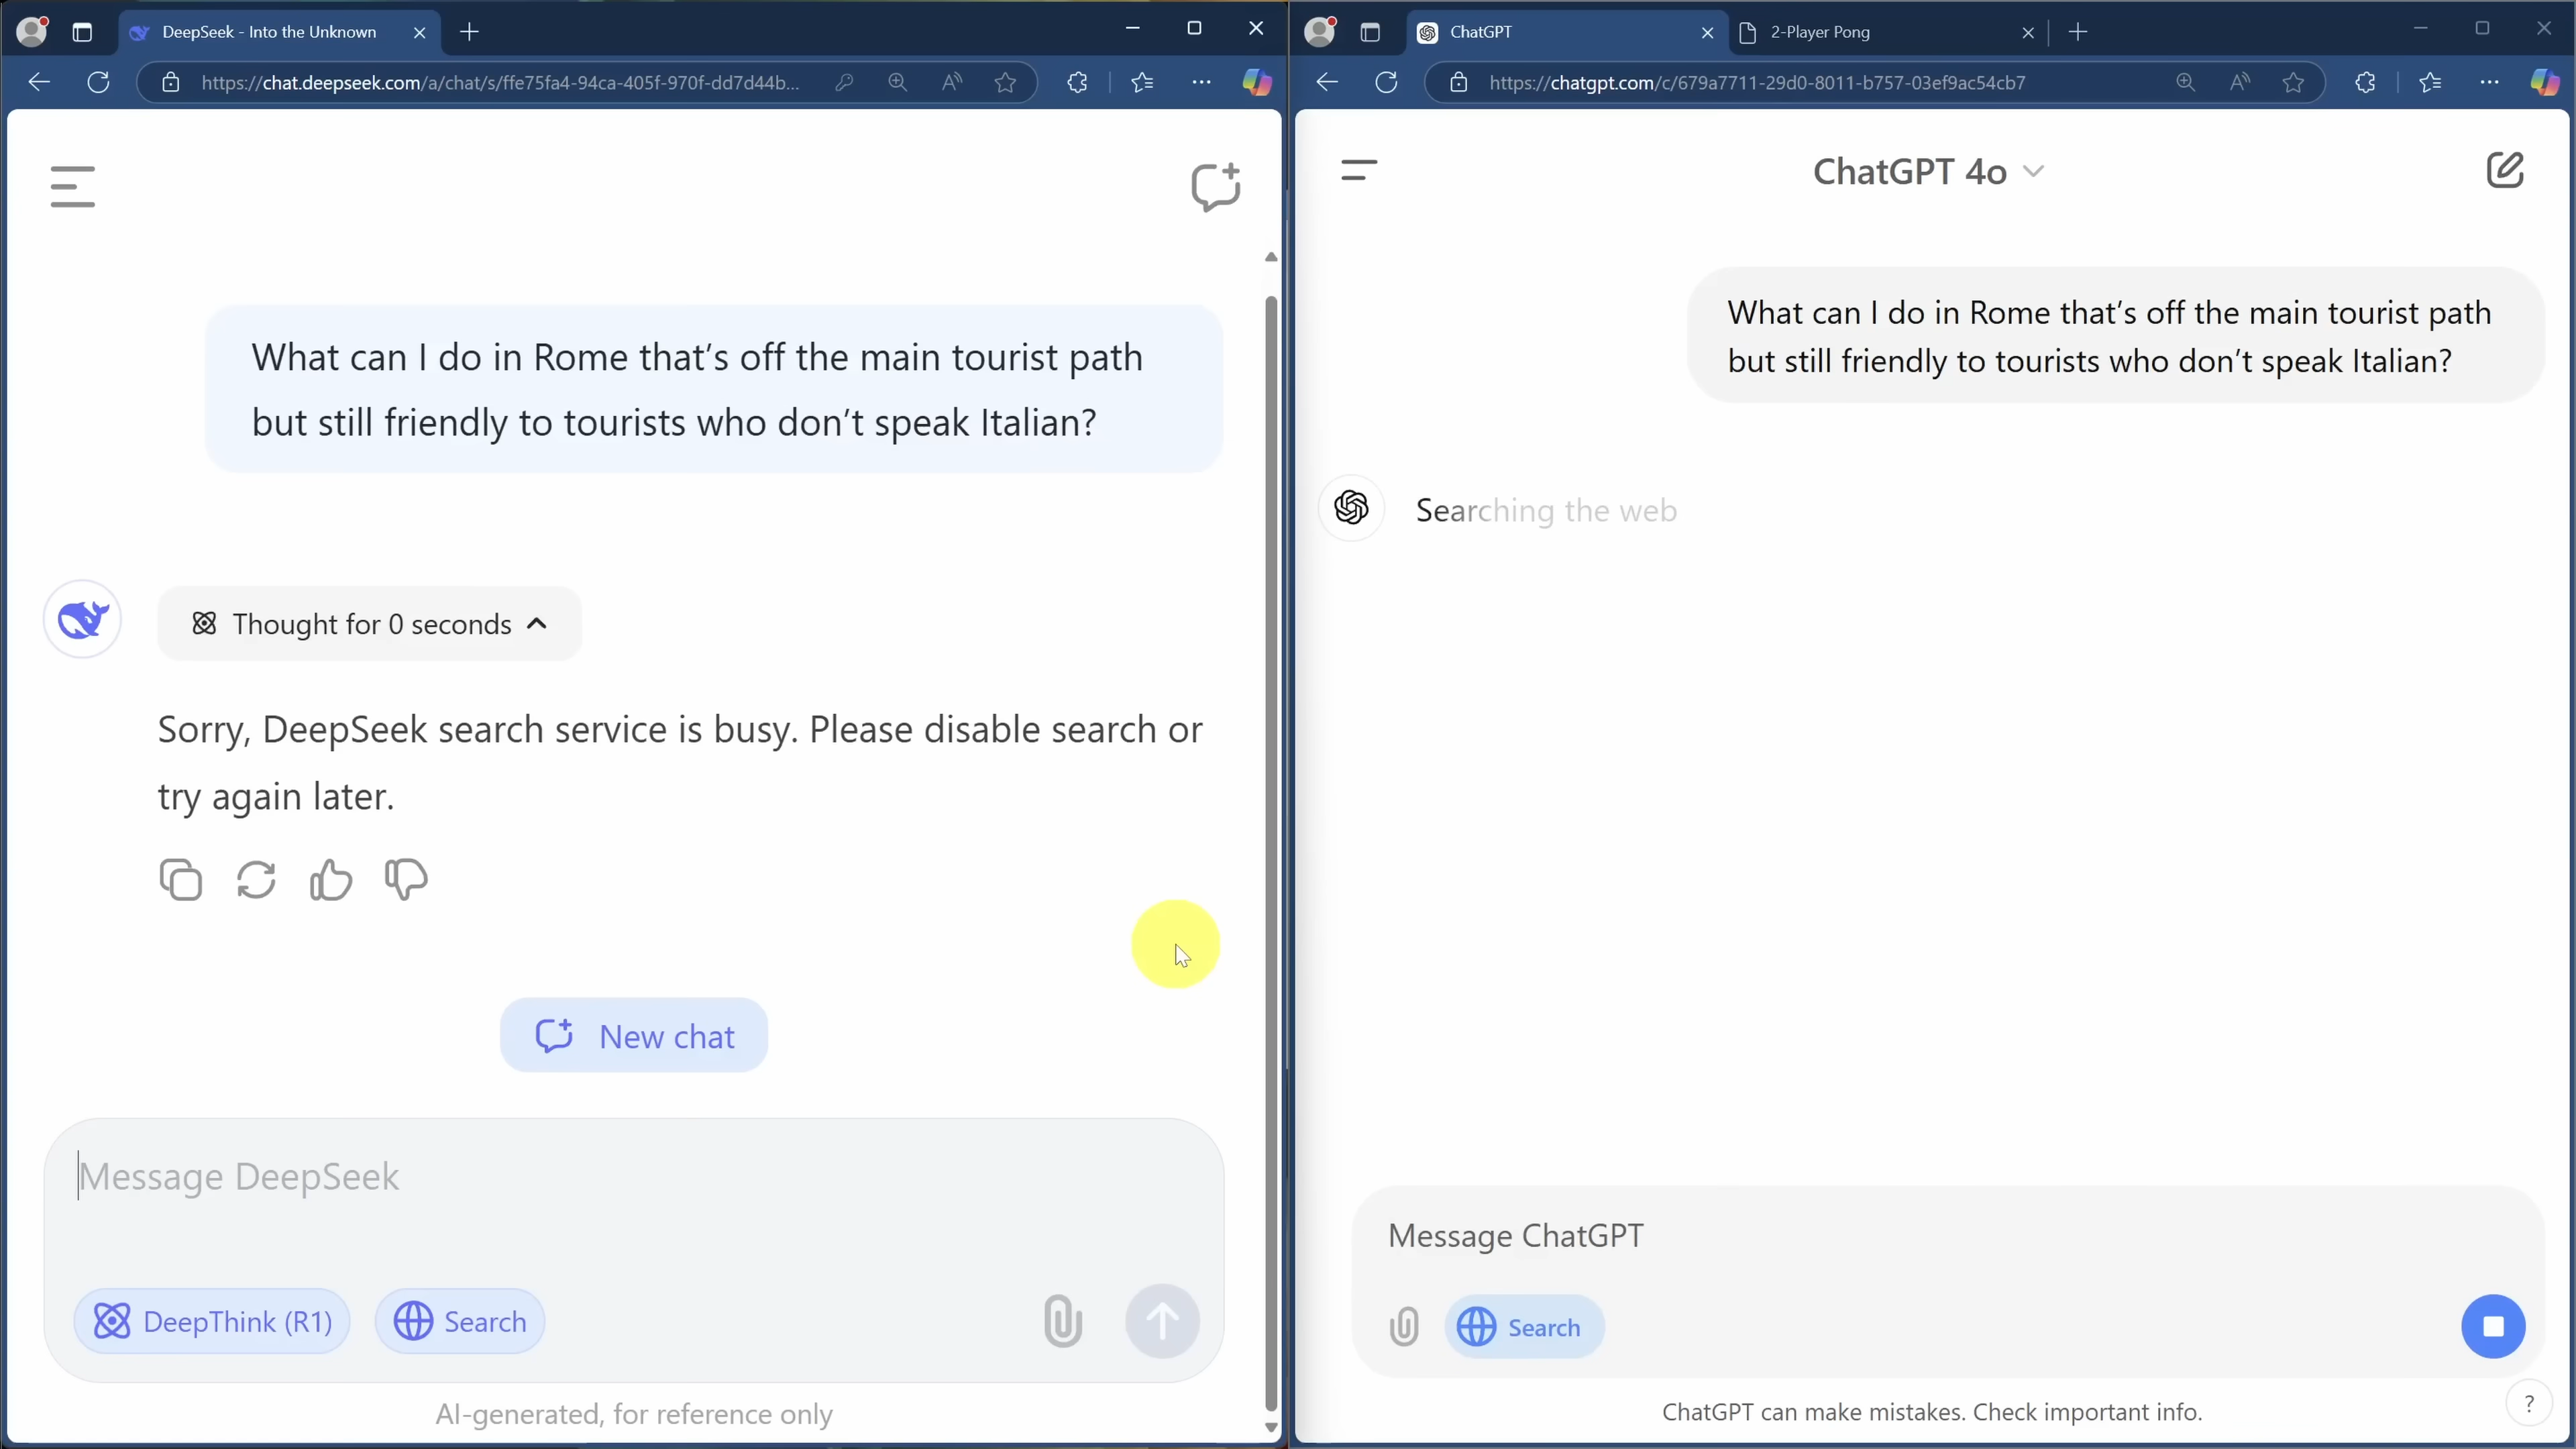 DeepSeek - Into the Unknown
https://chat.deepseek.com/a/chat/s/ffe75fa4-94ca-405f-970f-dd7d44b...
What can I do in Rome that’s off the main tourist path
but still friendly to tourists who don’t speak Italian?
Thought for 0 seconds
Sorry, DeepSeek search service is busy. Please disable search or
try again later.
New chat
Message DeepSeek
DeepThink (R1)
Search
AI-generated, for reference only
ChatGPT
2-Player Pong
https://chatgpt.com/c/679a7711-29d0-8011-b757-03ef9ac54cb7
ChatGPT 4o
What can I do in Rome that’s off the main tourist path
but still friendly to tourists who don’t speak Italian?
Searching the web
Message ChatGPT
Search
ChatGPT can make mistakes. Check important info.
?